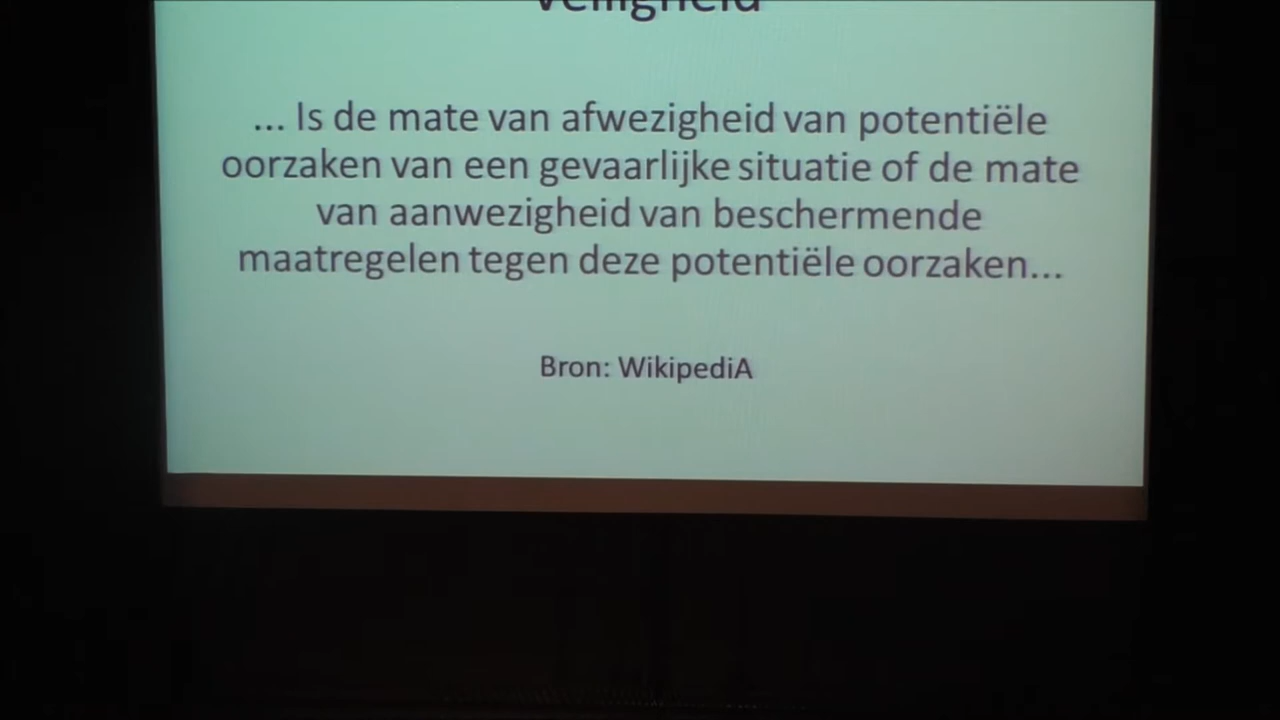 Veiligheid
... Is de mate van afwezigheid van potentiële
oorzaken van een gevaarlijke situatie of de mate
van aanwezigheid van beschermende
maatregelen tegen deze potentiële oorzaken...
Bron: WikipediA